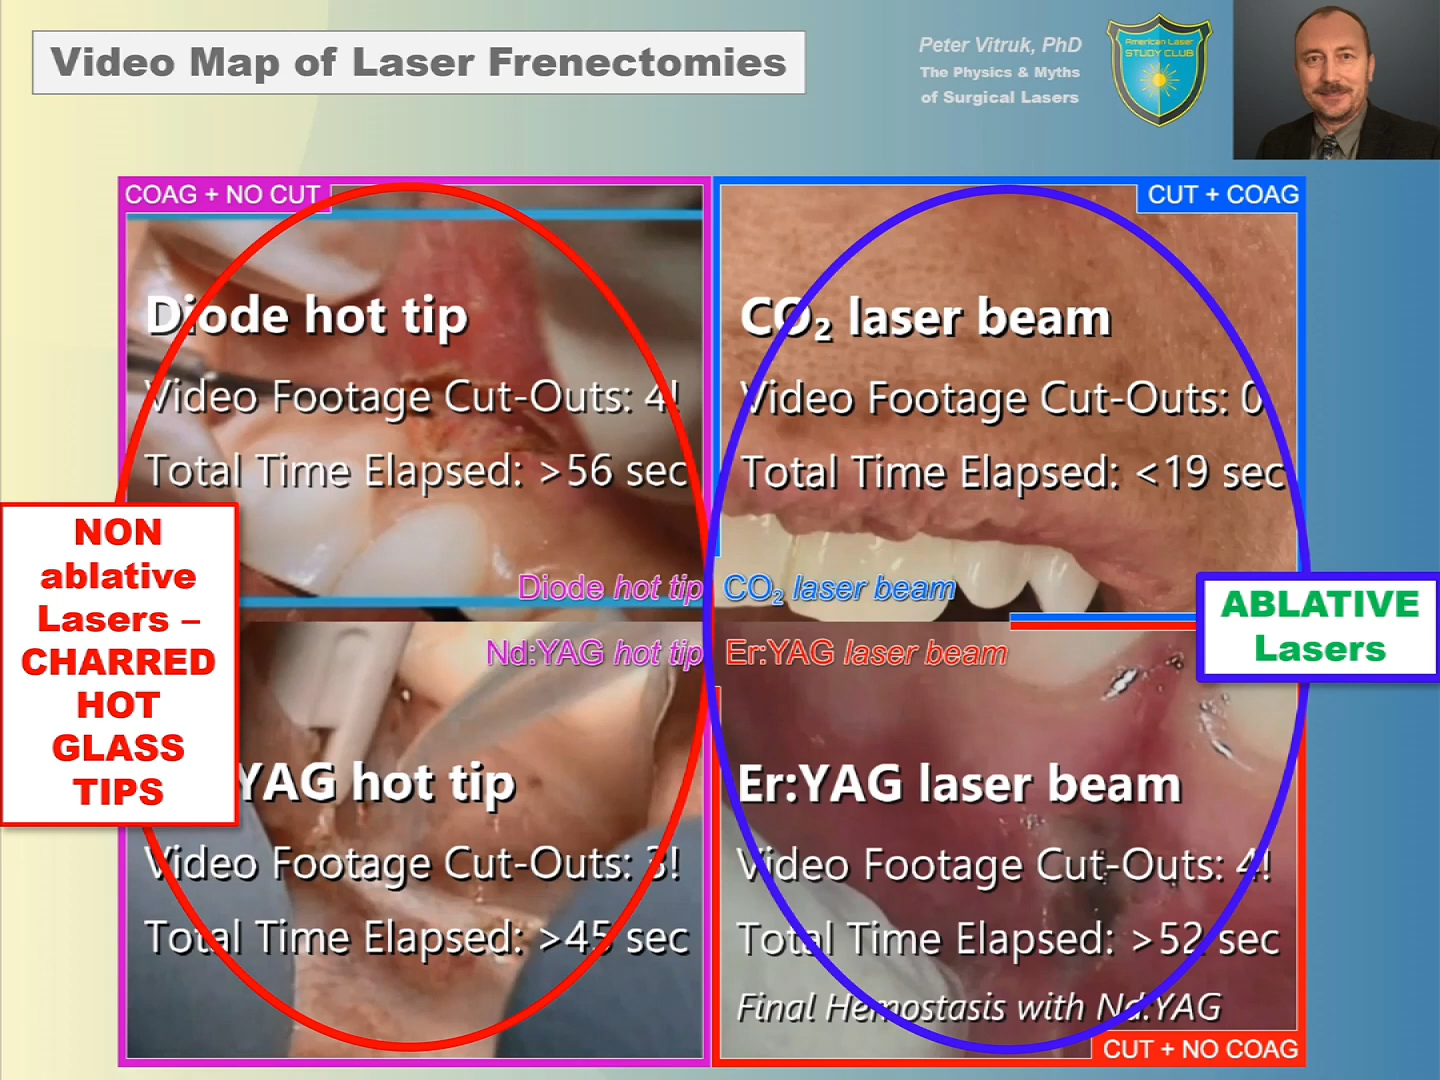 Video Map of Laser Frenectomies
Peter Vitruk, PhD
The Physics & Myths
of Surgical Lasers
American Laser
STUDY CLUB
COAG + NO CUT
CUT + COAG
Diode hot tip
Video Footage Cut-Outs: 4!
Total Time Elapsed: >56 sec
Diode hot tip
CO₂ laser beam
Video Footage Cut-Outs: 0
Total Time Elapsed: <19 sec
CO₂ laser beam
NON
ablative
Lasers –
CHARRED
HOT
GLASS
TIPS
ABLATIVE
Lasers
Nd:YAG hot tip
YAG hot tip
Video Footage Cut-Outs: 3!
Total Time Elapsed: >45 sec
Er:YAG laser beam
Er:YAG laser beam
Video Footage Cut-Outs: 4!
Total Time Elapsed: >52 sec
Final Hemostasis with Nd:YAG
CUT + NO COAG